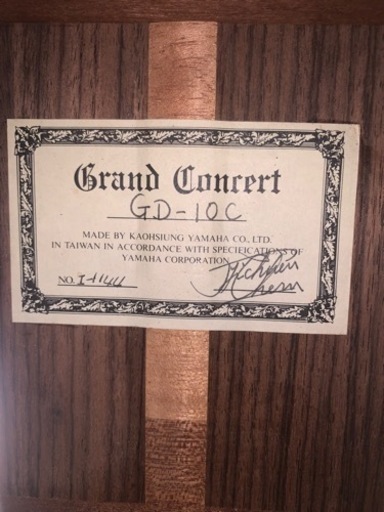 Grand Concert
GD-10C
MADE BY KAOHSIUNG YAMAHA CO., LTD.
IN TAIWAN IN ACCORDANCE WITH SPECIFICATIONS OF
YAMAHA CORPORATION
NO.